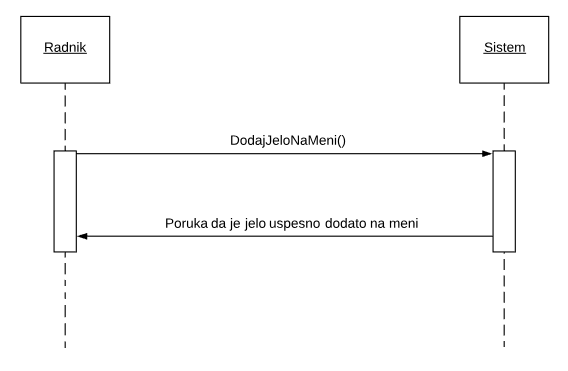 Radnik
Sistem
DodajJeloNaMeni()
Poruka da je jelo uspesno dodato na meni